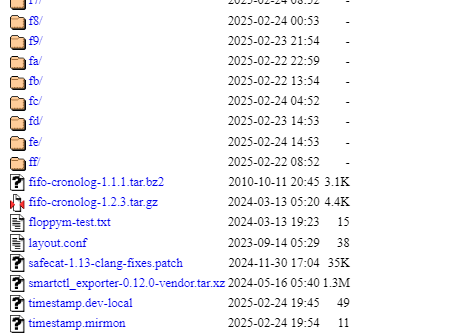 f7/ 2025-02-24 08:52 -
f8/ 2025-02-24 00:53 -
f9/ 2025-02-23 21:54 -
fa/ 2025-02-22 22:59 -
fb/ 2025-02-22 13:54 -
fc/ 2025-02-24 04:52 -
fd/ 2025-02-23 14:53 -
fe/ 2025-02-24 14:53 -
ff/ 2025-02-22 08:52 -
fifo-cronolog-1.1.1.tar.bz2 2010-10-11 20:45 3.1K
fifo-cronolog-1.2.3.tar.gz 2024-03-13 05:20 4.4K
floppym-test.txt 2024-03-13 19:23 15
layout.conf 2023-09-14 05:29 38
safecat-1.13-clang-fixes.patch 2024-11-30 17:04 35K
smartctl_exporter-0.12.0-vendor.tar.xz 2024-05-16 05:40 1.3M
timestamp.dev-local 2025-02-24 19:45 49
timestamp.mirmon 2025-02-24 19:54 11